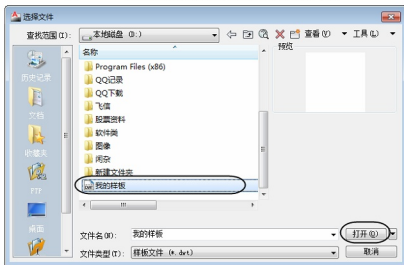 选择文件
查找范围(I): 本地磁盘 (D:) 查看(V) 工具(L)
名称 预览
Program Files (x86)
QQ记录
QQ下载
飞信
股票资料
软件类
图像
闲杂
新建文件夹
我的样板
历史记录
文档
收藏夹
FTP
桌面
文件名(N): 我的样板 打开(O)
文件类型(T): 样板文件 (*.dwt) 取消